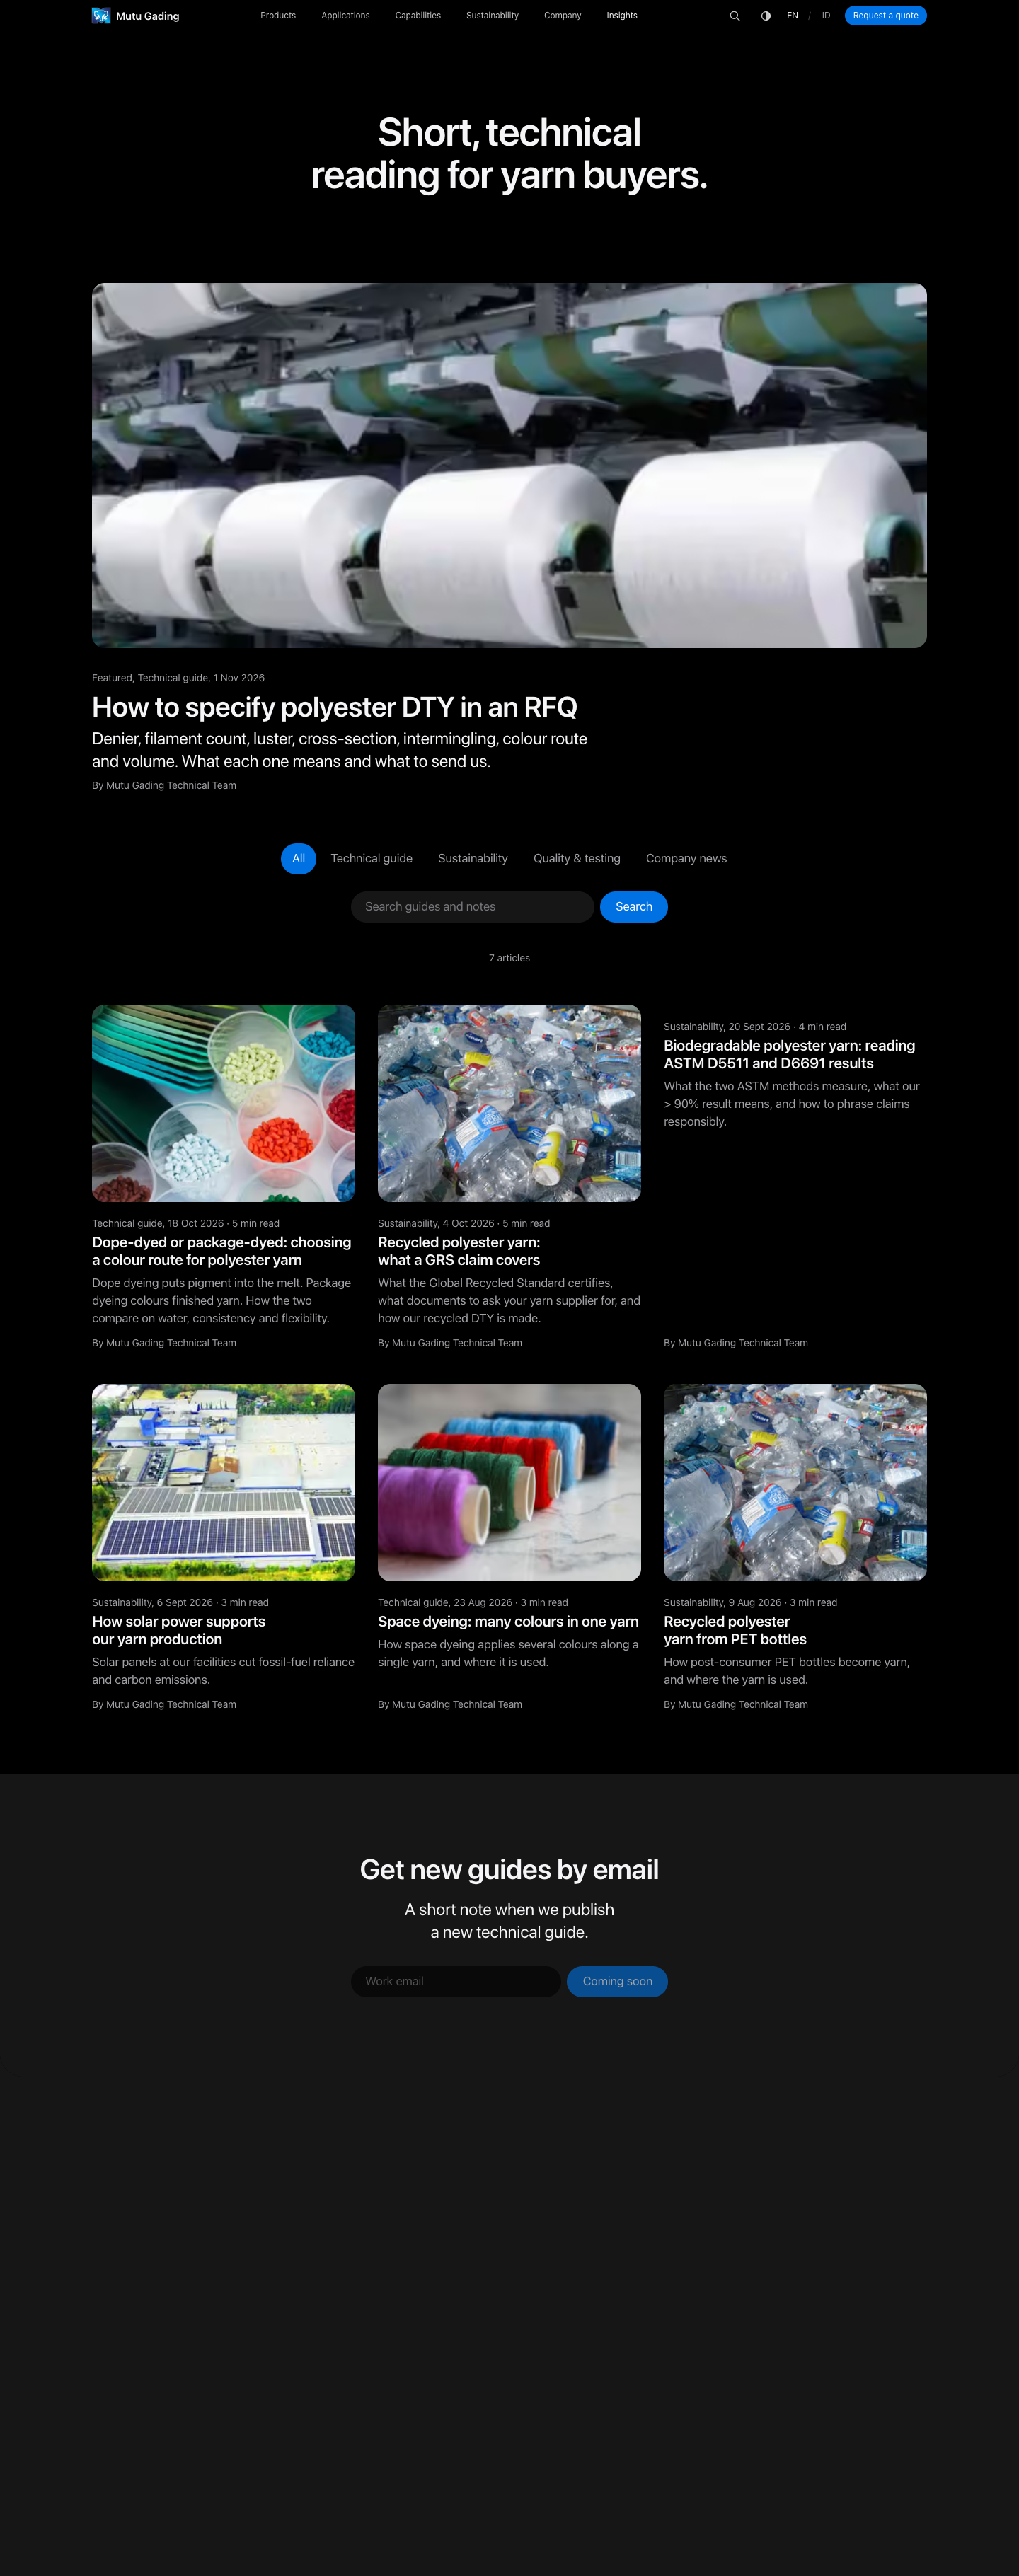 Mutu Gading
Products
Applications
Capabilities
Sustainability
Company
Insights
EN / ID
Request a quote
Short, technical
reading for yarn buyers.
Featured, Technical guide, 1 Nov 2026
How to specify polyester DTY in an RFQ
Denier, filament count, luster, cross-section, intermingling, colour route
and volume. What each one means and what to send us.
By Mutu Gading Technical Team
All
Technical guide
Sustainability
Quality & testing
Company news
Search guides and notes
Search
7 articles
Technical guide, 18 Oct 2026 · 5 min read
Dope-dyed or package-dyed: choosing
a colour route for polyester yarn
Dope dyeing puts pigment into the melt. Package
dyeing colours finished yarn. How the two
compare on water, consistency and flexibility.
By Mutu Gading Technical Team
Sustainability, 4 Oct 2026 · 5 min read
Recycled polyester yarn:
what a GRS claim covers
What the Global Recycled Standard certifies,
what documents to ask your yarn supplier for, and
how our recycled DTY is made.
By Mutu Gading Technical Team
Sustainability, 20 Sept 2026 · 4 min read
Biodegradable polyester yarn: reading
ASTM D5511 and D6691 results
What the two ASTM methods measure, what our
> 90% result means, and how to phrase claims
responsibly.
By Mutu Gading Technical Team
Sustainability, 6 Sept 2026 · 3 min read
How solar power supports
our yarn production
Solar panels at our facilities cut fossil-fuel reliance
and carbon emissions.
By Mutu Gading Technical Team
Technical guide, 23 Aug 2026 · 3 min read
Space dyeing: many colours in one yarn
How space dyeing applies several colours along a
single yarn, and where it is used.
By Mutu Gading Technical Team
Sustainability, 9 Aug 2026 · 3 min read
Recycled polyester
yarn from PET bottles
How post-consumer PET bottles become yarn,
and where the yarn is used.
By Mutu Gading Technical Team
Get new guides by email
A short note when we publish
a new technical guide.
Work email
Coming soon